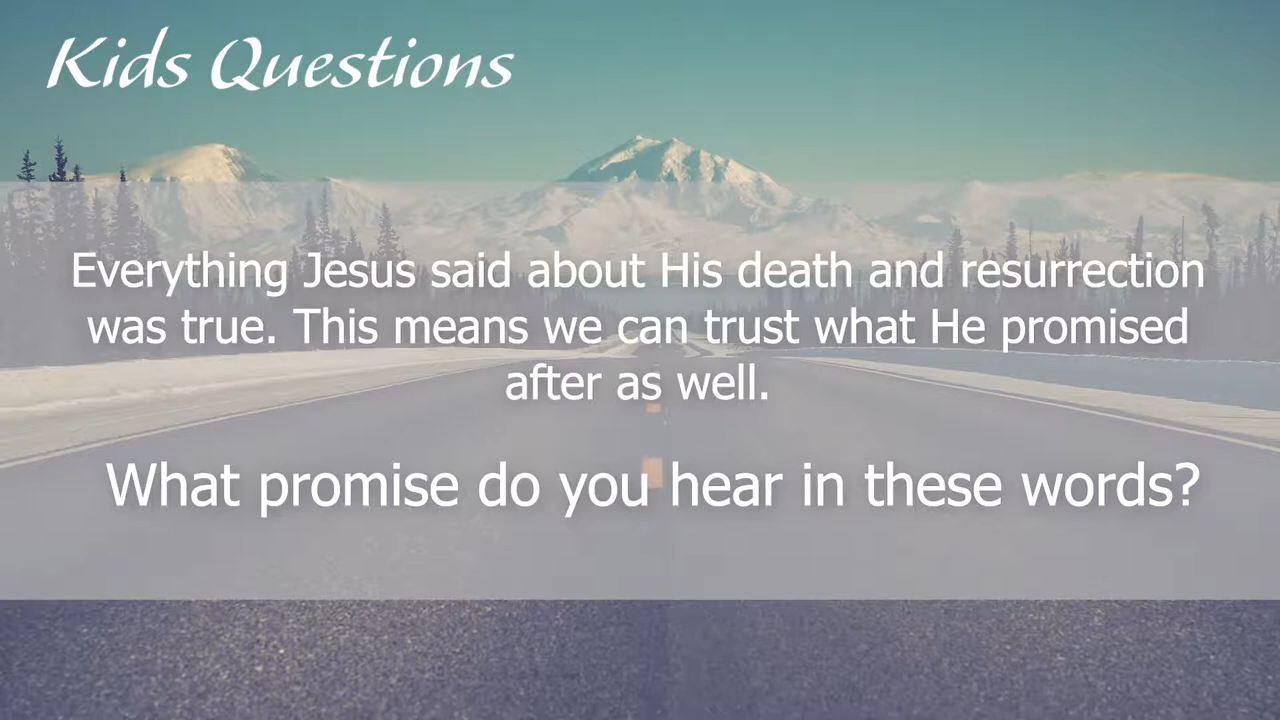 Kids Questions
Everything Jesus said about His death and resurrection
was true. This means we can trust what He promised
after as well.
What promise do you hear in these words?